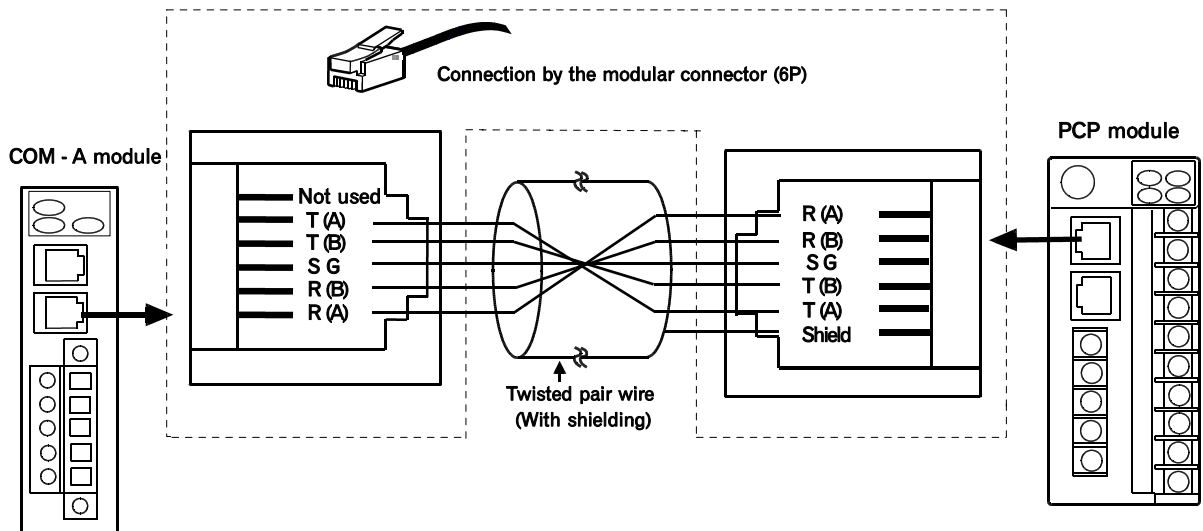 Connection by the modular connector (6P)
COM - A module
PCP module
Not used
T (A)
T (B)
S G
R (B)
R (A)
R (A)
R (B)
S G
T (B)
T (A)
Shield
Twisted pair wire
(With shielding)